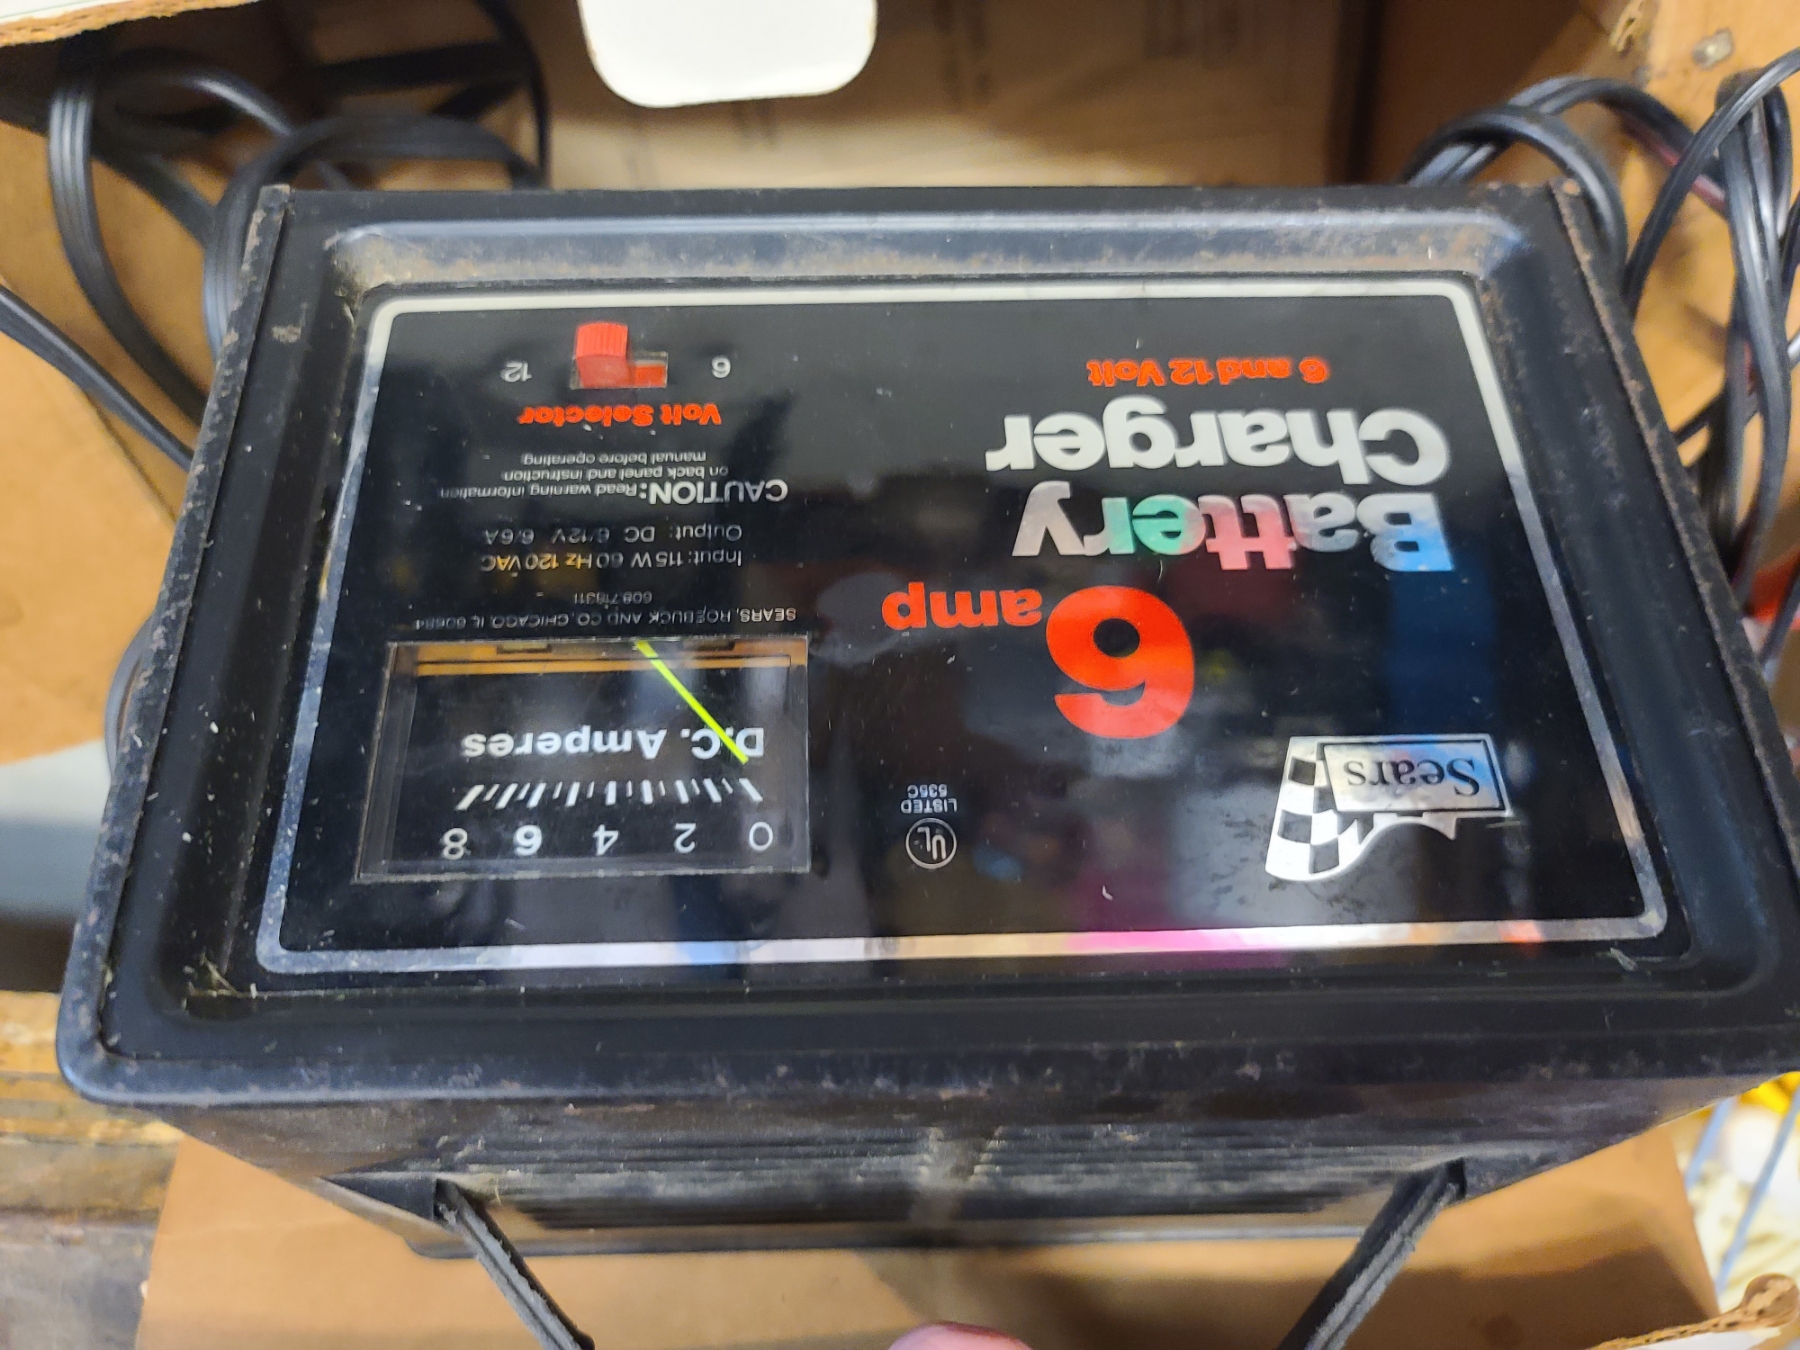 Sears
UL
LISTED
535C
6 amp
Battery
Charger
6 and 12 Volt
0 2 4 6 8
D.C. Amperes
SEARS, ROEBUCK AND CO., CHICAGO, IL 60684
608.718311
Input: 115 W 60 Hz 120 VAC
Output: DC 6/12V 6/6A
CAUTION: Read warning information
on back panel and instruction
manual before operating.
Volt Selector
6 12